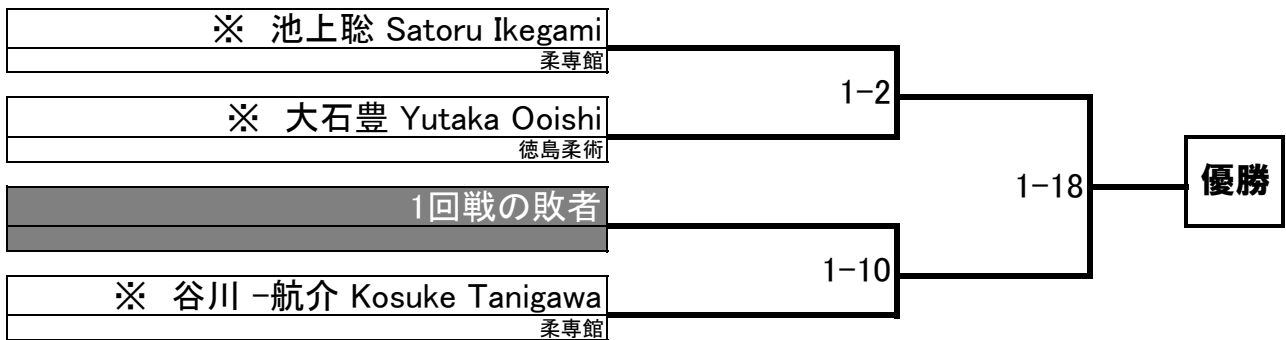 ※ 池上聡 Satoru Ikegami
柔専館
1-2
※ 大石豊 Yutaka Ooishi
徳島柔術
1-18
優勝
1回戦の敗者
1-10
※ 谷川 -航介 Kosuke Tanigawa
柔専館